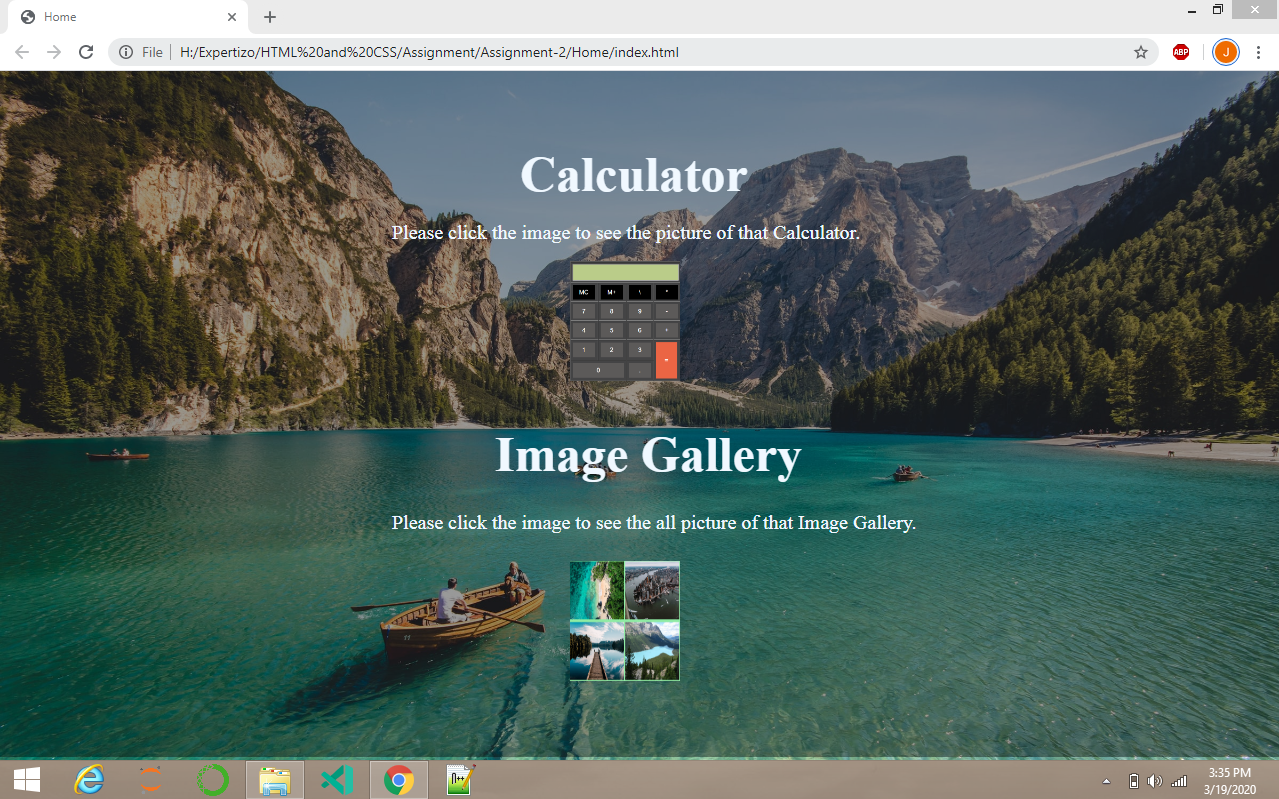 Home
File
H:/Expertizo/HTML%20and%20CSS/Assignment/Assignment-2/Home/index.html
ABP
J
Calculator
Please click the image to see the picture of that Calculator.
MC M+ \ *
7 8 9 -
4 5 6 +
1 2 3 =
0 .
Image Gallery
Please click the image to see the all picture of that Image Gallery.
11
3:35 PM
3/19/2020